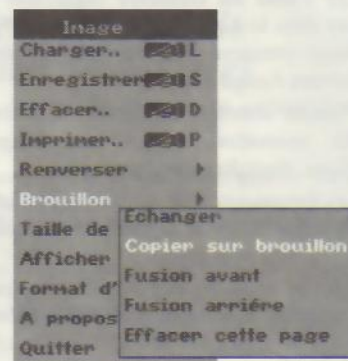 Image
Charger.. L
Enregistrer S
Effacer.. D
Imprimer.. P
Renverser
Brouillon
Taille de
Afficher
Format d'
A propos
Quitter
Echanger
Copier sur brouillon
Fusion avant
Fusion arriére
Effacer cette page